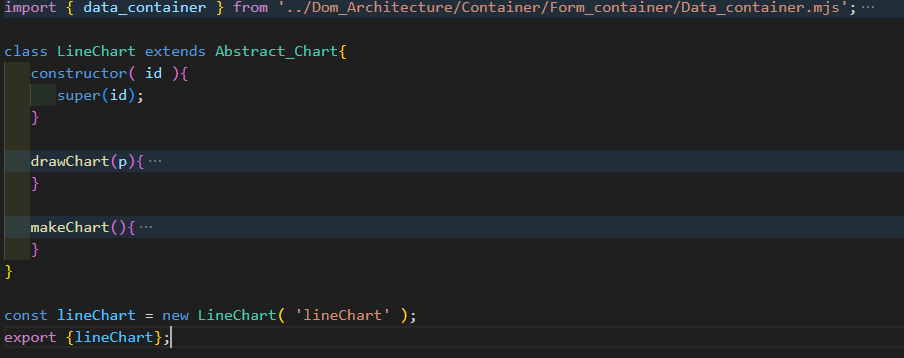 import { data_container } from '../Dom_Architecture/Container/Form_container/Data_container.mjs';···
class LineChart extends Abstract_Chart{
constructor( id ){
super(id);
}
drawChart(p){···
}
makeChart(){···
}
}
const lineChart = new LineChart( 'lineChart' );
export {lineChart};